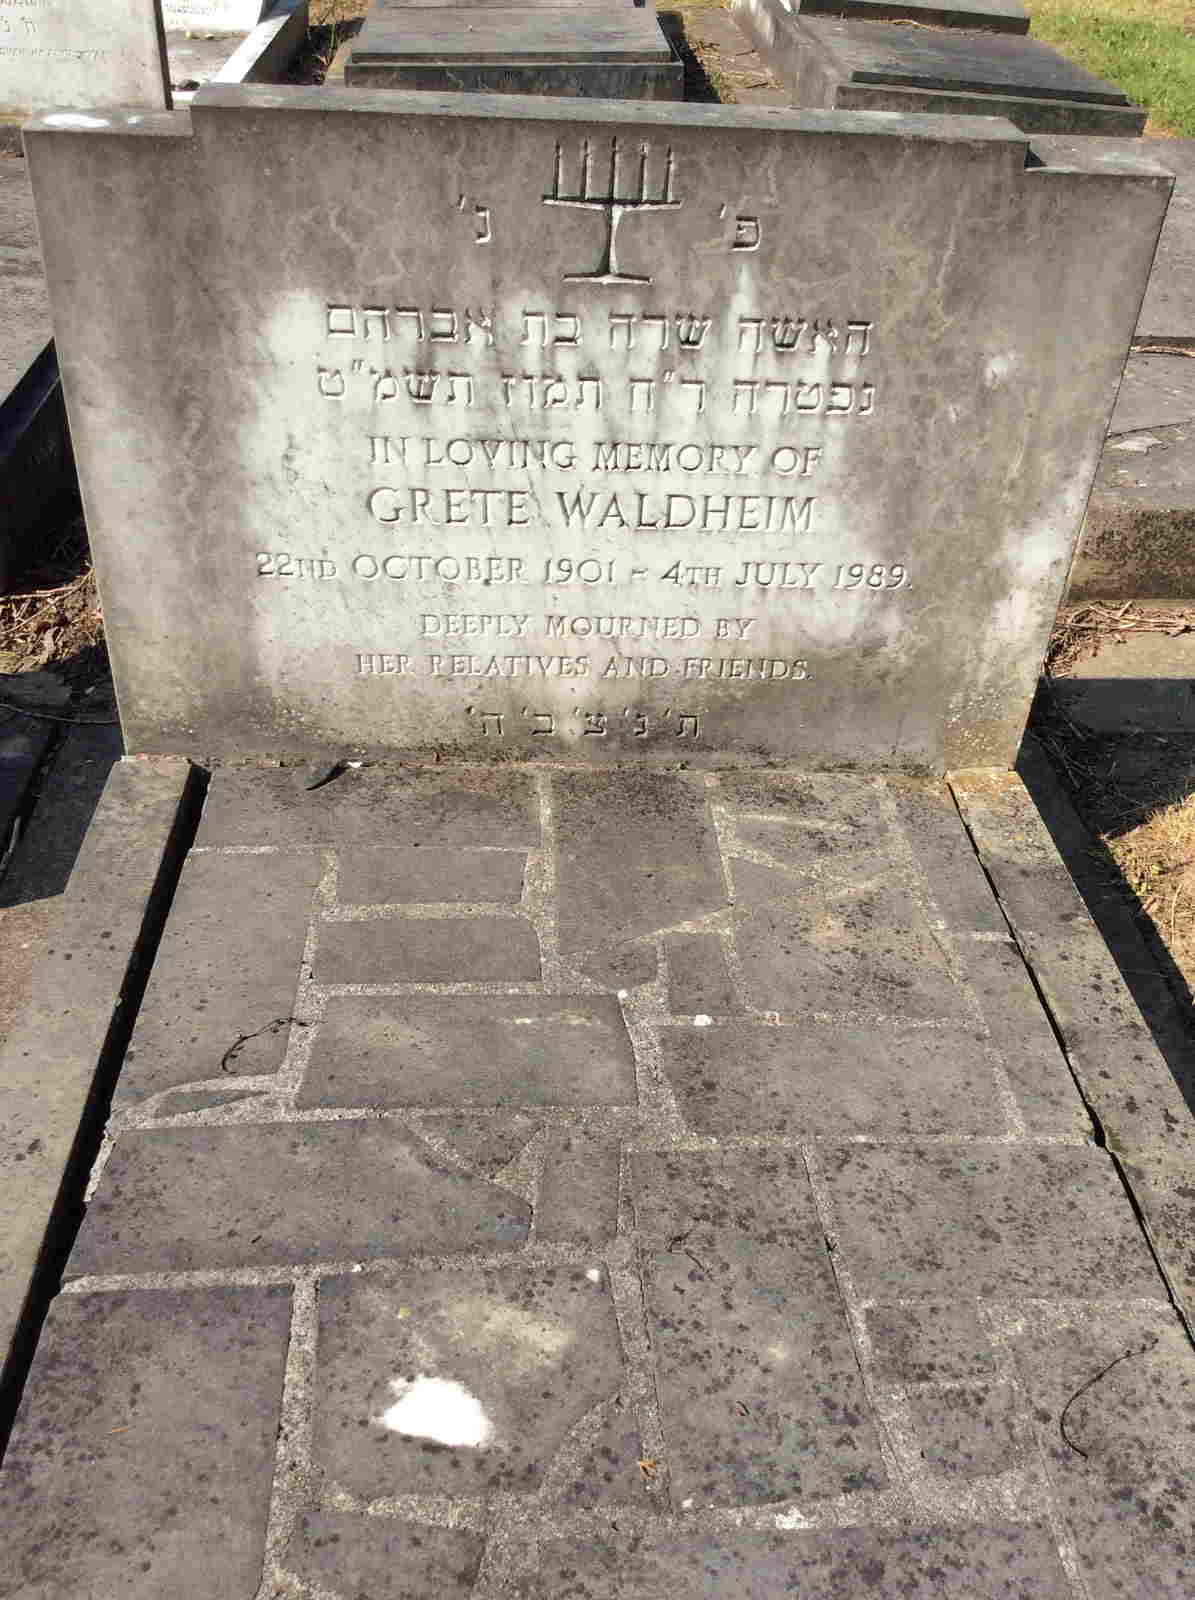 פ' נ'
האשה שרה בת אברהם
נפטרה ר"ח תמוז תשמ"ט
IN LOVING MEMORY OF
GRETE WALDHEIM
22ND OCTOBER 1901 - 4TH JULY 1989.
DEEPLY MOURNED BY
HER RELATIVES AND FRIENDS.
ת' נ' צ' ב' ה'